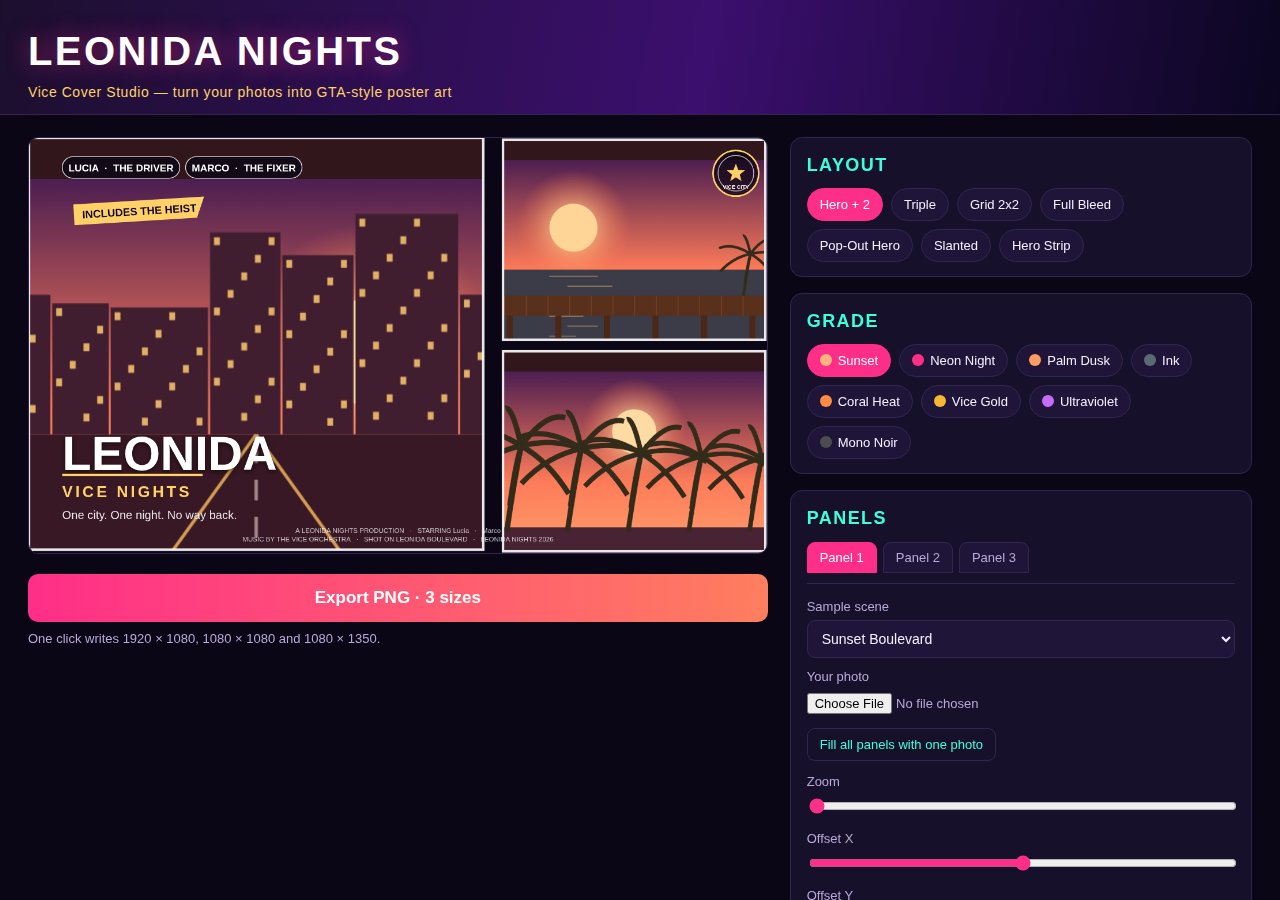 LEONIDA NIGHTS
Vice Cover Studio — turn your photos into GTA-style poster art
LUCIA · THE DRIVER
MARCO · THE FIXER
INCLUDES THE HEIST
VICE CITY
LEONIDA
VICE NIGHTS
One city. One night. No way back.
A LEONIDA NIGHTS PRODUCTION · STARRING Lucia · Marco
MUSIC BY THE VICE ORCHESTRA · SHOT ON LEONIDA BOULEVARD · LEONIDA NIGHTS 2026
Export PNG · 3 sizes
One click writes 1920 × 1080, 1080 × 1080 and 1080 × 1350.
LAYOUT
Hero + 2
Triple
Grid 2x2
Full Bleed
Pop-Out Hero
Slanted
Hero Strip
GRADE
Sunset
Neon Night
Palm Dusk
Ink
Coral Heat
Vice Gold
Ultraviolet
Mono Noir
PANELS
Panel 1
Panel 2
Panel 3
Sample scene
Sunset Boulevard
Your photo
Choose File No file chosen
Fill all panels with one photo
Zoom
Offset X
Offset Y